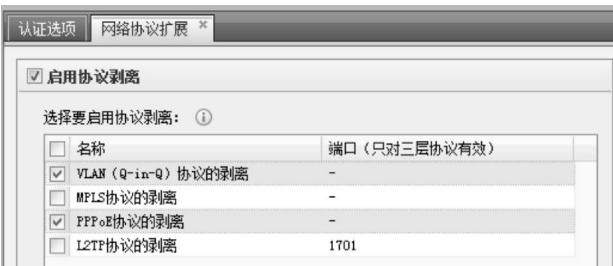 认证选项 网络协议扩展 ×
启用协议剥离
选择要启用协议剥离：
名称 端口（只对三层协议有效）
VLAN（Q-in-Q）协议的剥离 -
MPLS协议的剥离 -
PPPoE协议的剥离 -
L2TP协议的剥离 1701